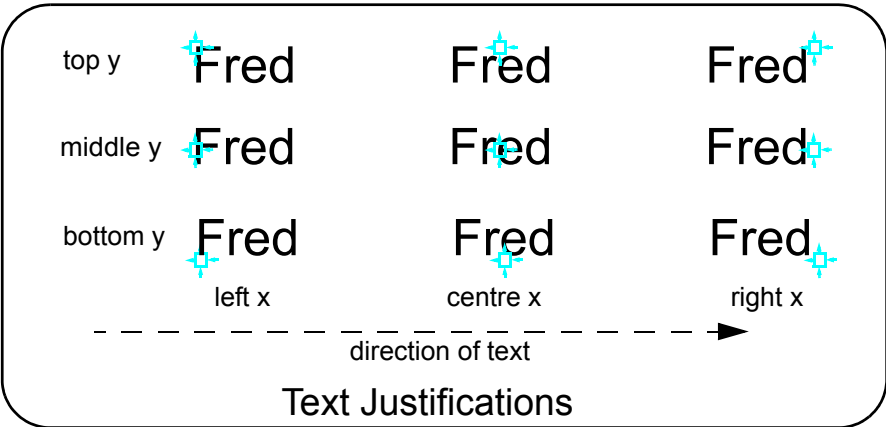 top y Fred Fred Fred
middle y Fred Fred Fred
bottom y Fred Fred Fred
left x centre x right x
direction of text
Text Justifications